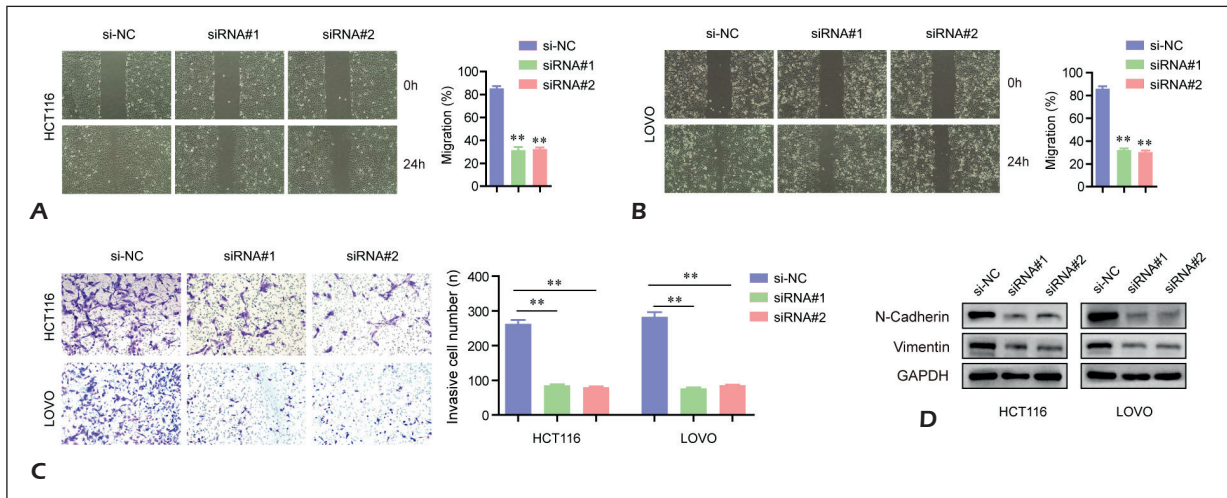 si-NC siRNA#1 siRNA#2
HCT116
0h
24h
si-NC
siRNA#1
siRNA#2
Migration (%)
100
80
60
40
20
0
** **
A
si-NC siRNA#1 siRNA#2
LOVO
0h
24h
si-NC
siRNA#1
siRNA#2
Migration (%)
100
80
60
40
20
0
** **
B
si-NC siRNA#1 siRNA#2
HCT116
LOVO
Invasive cell number (n)
400
300
200
100
0
**
**
**
**
HCT116 LOVO
si-NC
siRNA#1
siRNA#2
C
si-NC siRNA#1 siRNA#2 si-NC siRNA#1 siRNA#2
N-Cadherin
Vimentin
GAPDH
HCT116 LOVO
D